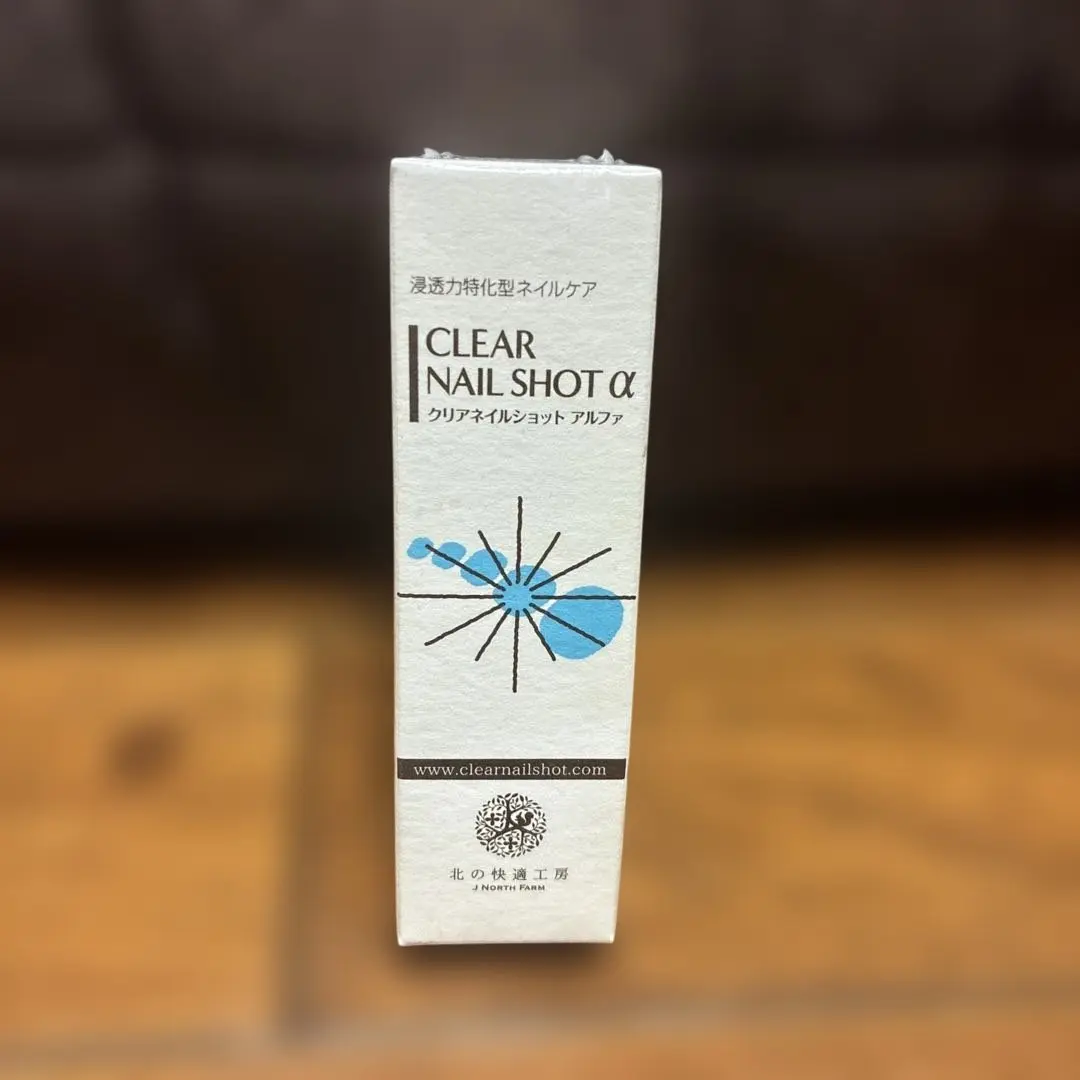 浸透力特化型ネイルケア
CLEAR
NAIL SHOT α
クリアネイルショット アルファ
www.clearnailshot.com
北の快適工房
J NORTH FARM